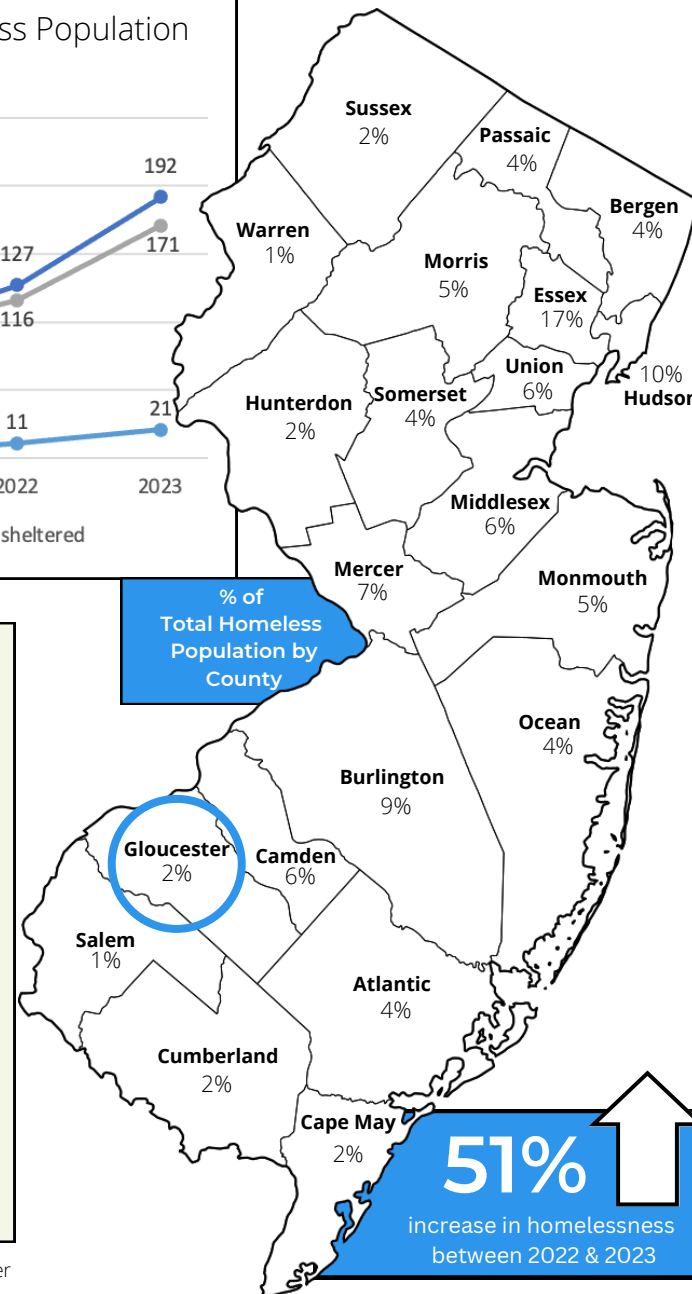 ss Population
192
127
171
116
11
21
2022
2023
sheltered
Sussex
2%
Passaic
4%
Bergen
4%
Warren
1%
Morris
5%
Essex
17%
Union
6%
10%
Hudson
Hunterdon
2%
Somerset
4%
Middlesex
6%
Mercer
7%
Monmouth
5%
% of
Total Homeless
Population by
County
Ocean
4%
Burlington
9%
Gloucester
2%
Camden
6%
Salem
1%
Atlantic
4%
Cumberland
2%
Cape May
2%
51%
increase in homelessness
between 2022 & 2023
er